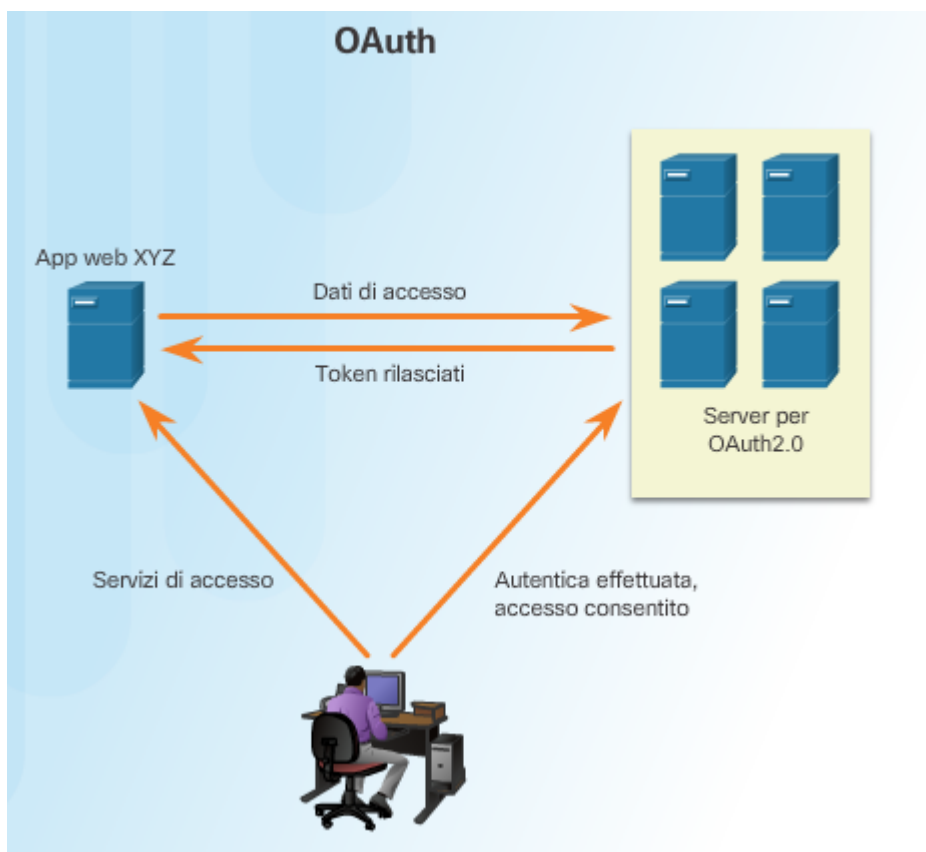 OAuth
App web XYZ
Dati di accesso
Token rilasciati
Server per
OAuth2.0
Servizi di accesso
Autentica effettuata,
accesso consentito